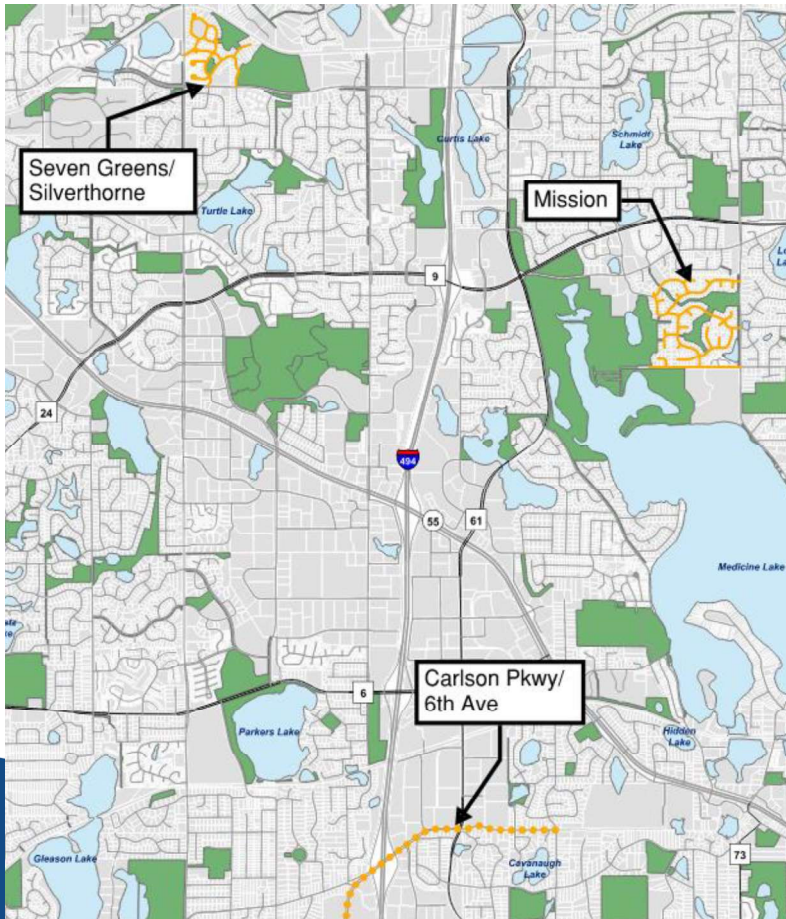 Curtis Lake
Schmidt
Lake
Seven Greens/
Silverthorne
Mission
Turtle Lake
9
24
494
55
61
Medicine Lake
Carlson Pkwy/
6th Ave
6
Parkers Lake
Hidden
Lake
Gleason Lake
Cavanaugh
Lake
73